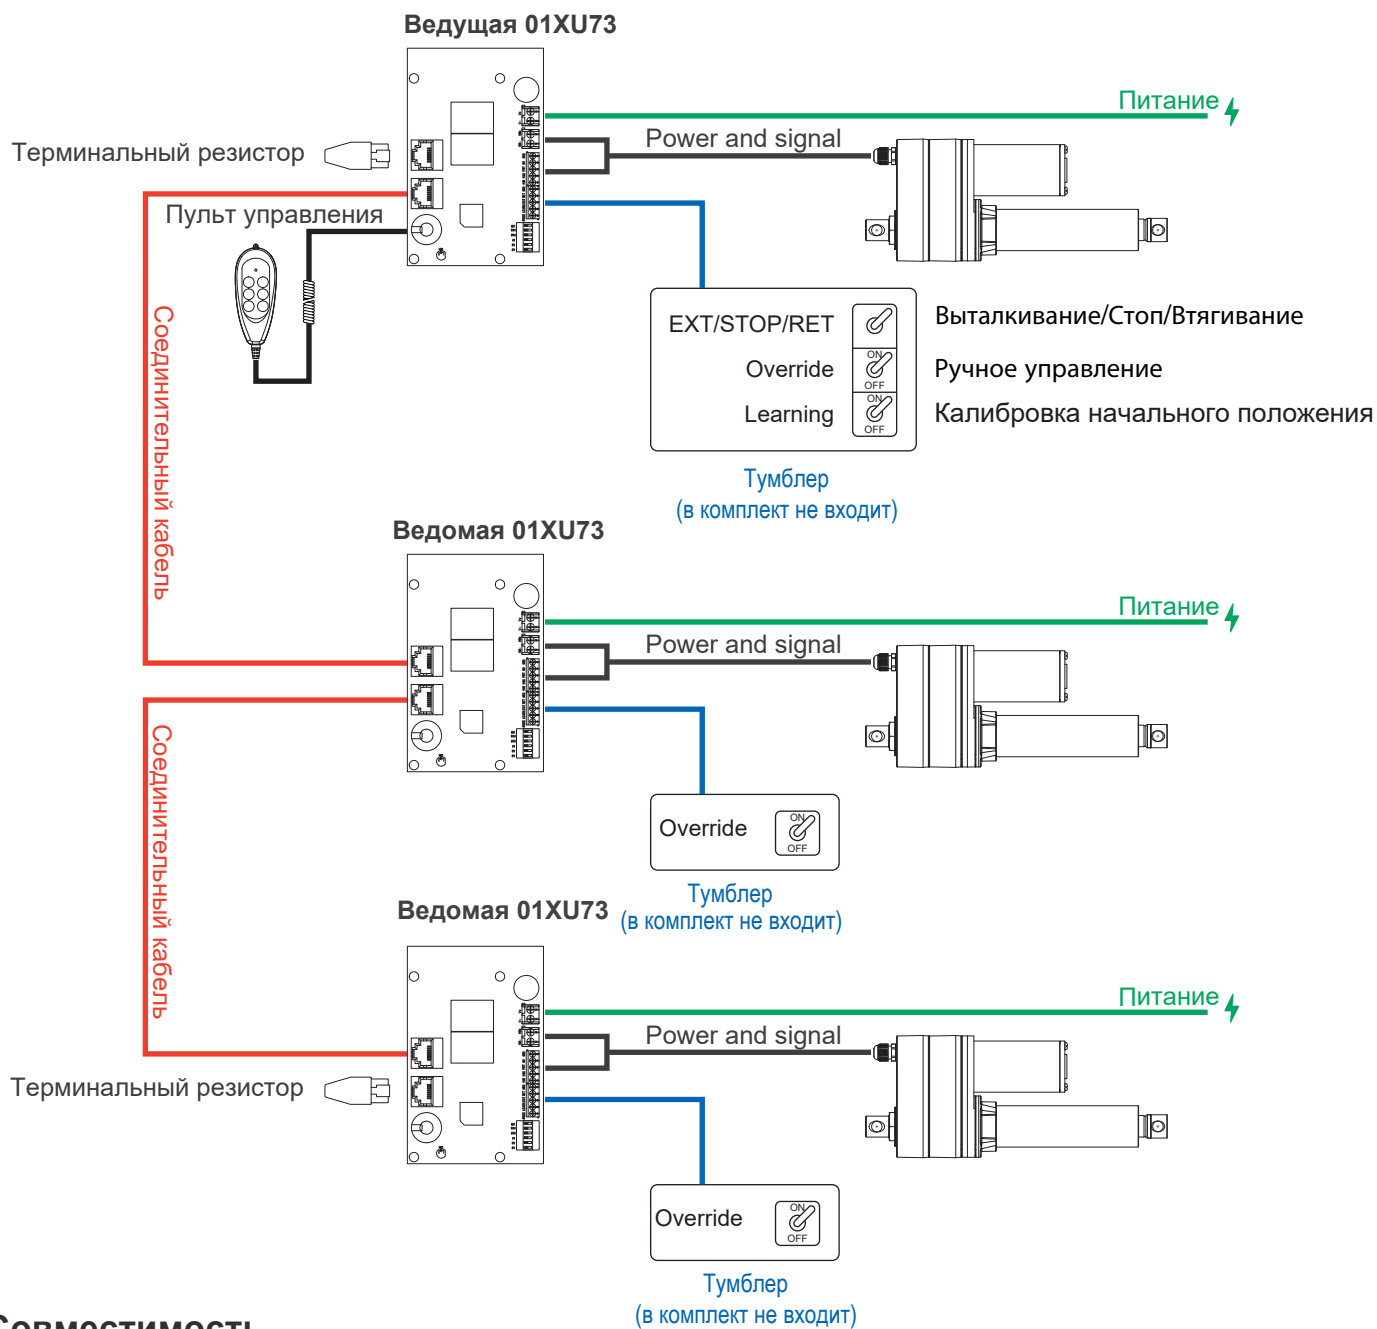 Ведущая 01XU73
Питание
Power and signal
Терминальный резистор
Пульт управления
Соединительный кабель
EXT/STOP/RET
Выталкивание/Стоп/Втягивание
Override
ON
OFF
Ручное управление
Learning
ON
OFF
Калибровка начального положения
Тумблер
(в комплект не входит)
Ведомая 01XU73
Питание
Power and signal
Соединительный кабель
Override
ON
OFF
Тумблер
(в комплект не входит)
Ведомая 01XU73
Питание
Power and signal
Терминальный резистор
Override
ON
OFF
Тумблер
(в комплект не входит)
Совместимость